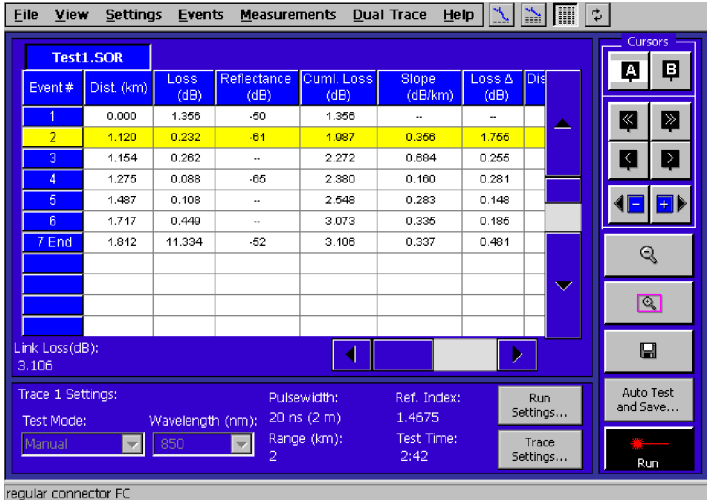 File View Settings Events Measurements Dual Trace Help
Cursors
A B
Test1.SOR
Event # Dist. (km) Loss (dB) Reflectance (dB) Cuml. Loss (dB) Slope (dB/km) Loss Δ (dB) Dis
1 0.000 1.356 -50 1.356 -- --
2 1.120 0.232 -61 1.987 0.356 1.755
3 1.154 0.262 -- 2.272 0.684 0.255
4 1.275 0.088 -65 2.380 0.160 0.281
5 1.487 0.108 -- 2.548 0.283 0.148
6 1.717 0.449 -- 3.073 0.335 0.186
7 End 1.812 11.334 -52 3.106 0.337 0.481
Link Loss(dB):
3.106
Trace 1 Settings:
Test Mode:
Manual
Wavelength (nm):
850
Pulsewidth:
20 ns (2 m)
Range (km):
2
Ref. Index:
1.4675
Test Time:
2:42
Run
Settings...
Trace
Settings...
Auto Test
and Save...
Run
regular connector FC